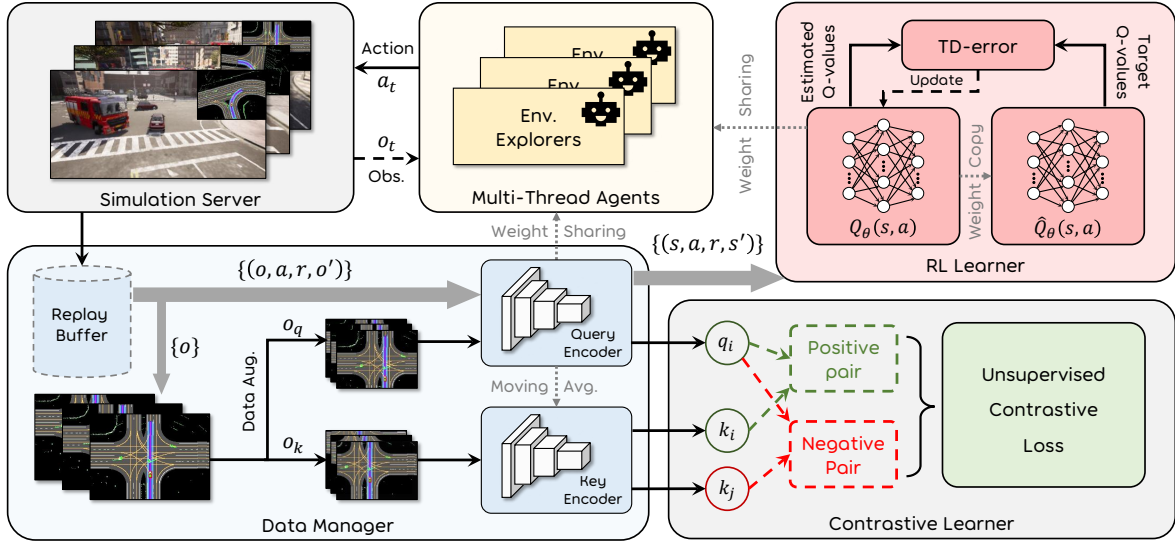 Simulation Server
Action
a_t
o_t
Obs.
Env.
Env.
Env.
Explorers
Multi-Thread Agents
Weight Sharing
Estimated
Q-values
TD-error
Update
Target
Q-values
Q_θ(s, a)
Weight Copy
Q̂_θ(s, a)
RL Learner
Weight Sharing
Replay
Buffer
{(o, a, r, o′)}
{o}
Data Aug.
o_q
o_k
Query
Encoder
Moving Avg.
Key
Encoder
Data Manager
{(s, a, r, s′)}
q_i
k_i
k_j
Positive
pair
Negative
Pair
Unsupervised
Contrastive
Loss
Contrastive Learner